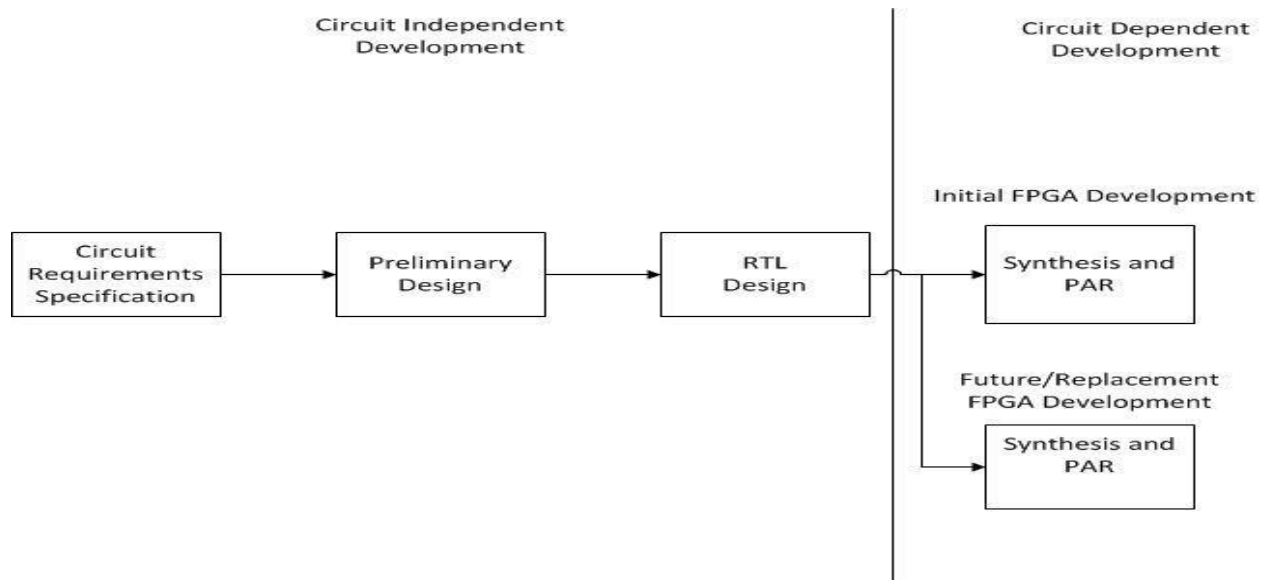 Circuit Independent
Development
Circuit Dependent
Development
Initial FPGA Development
Circuit
Requirements
Specification
Preliminary
Design
RTL
Design
Synthesis and
PAR
Future/Replacement
FPGA Development
Synthesis and
PAR